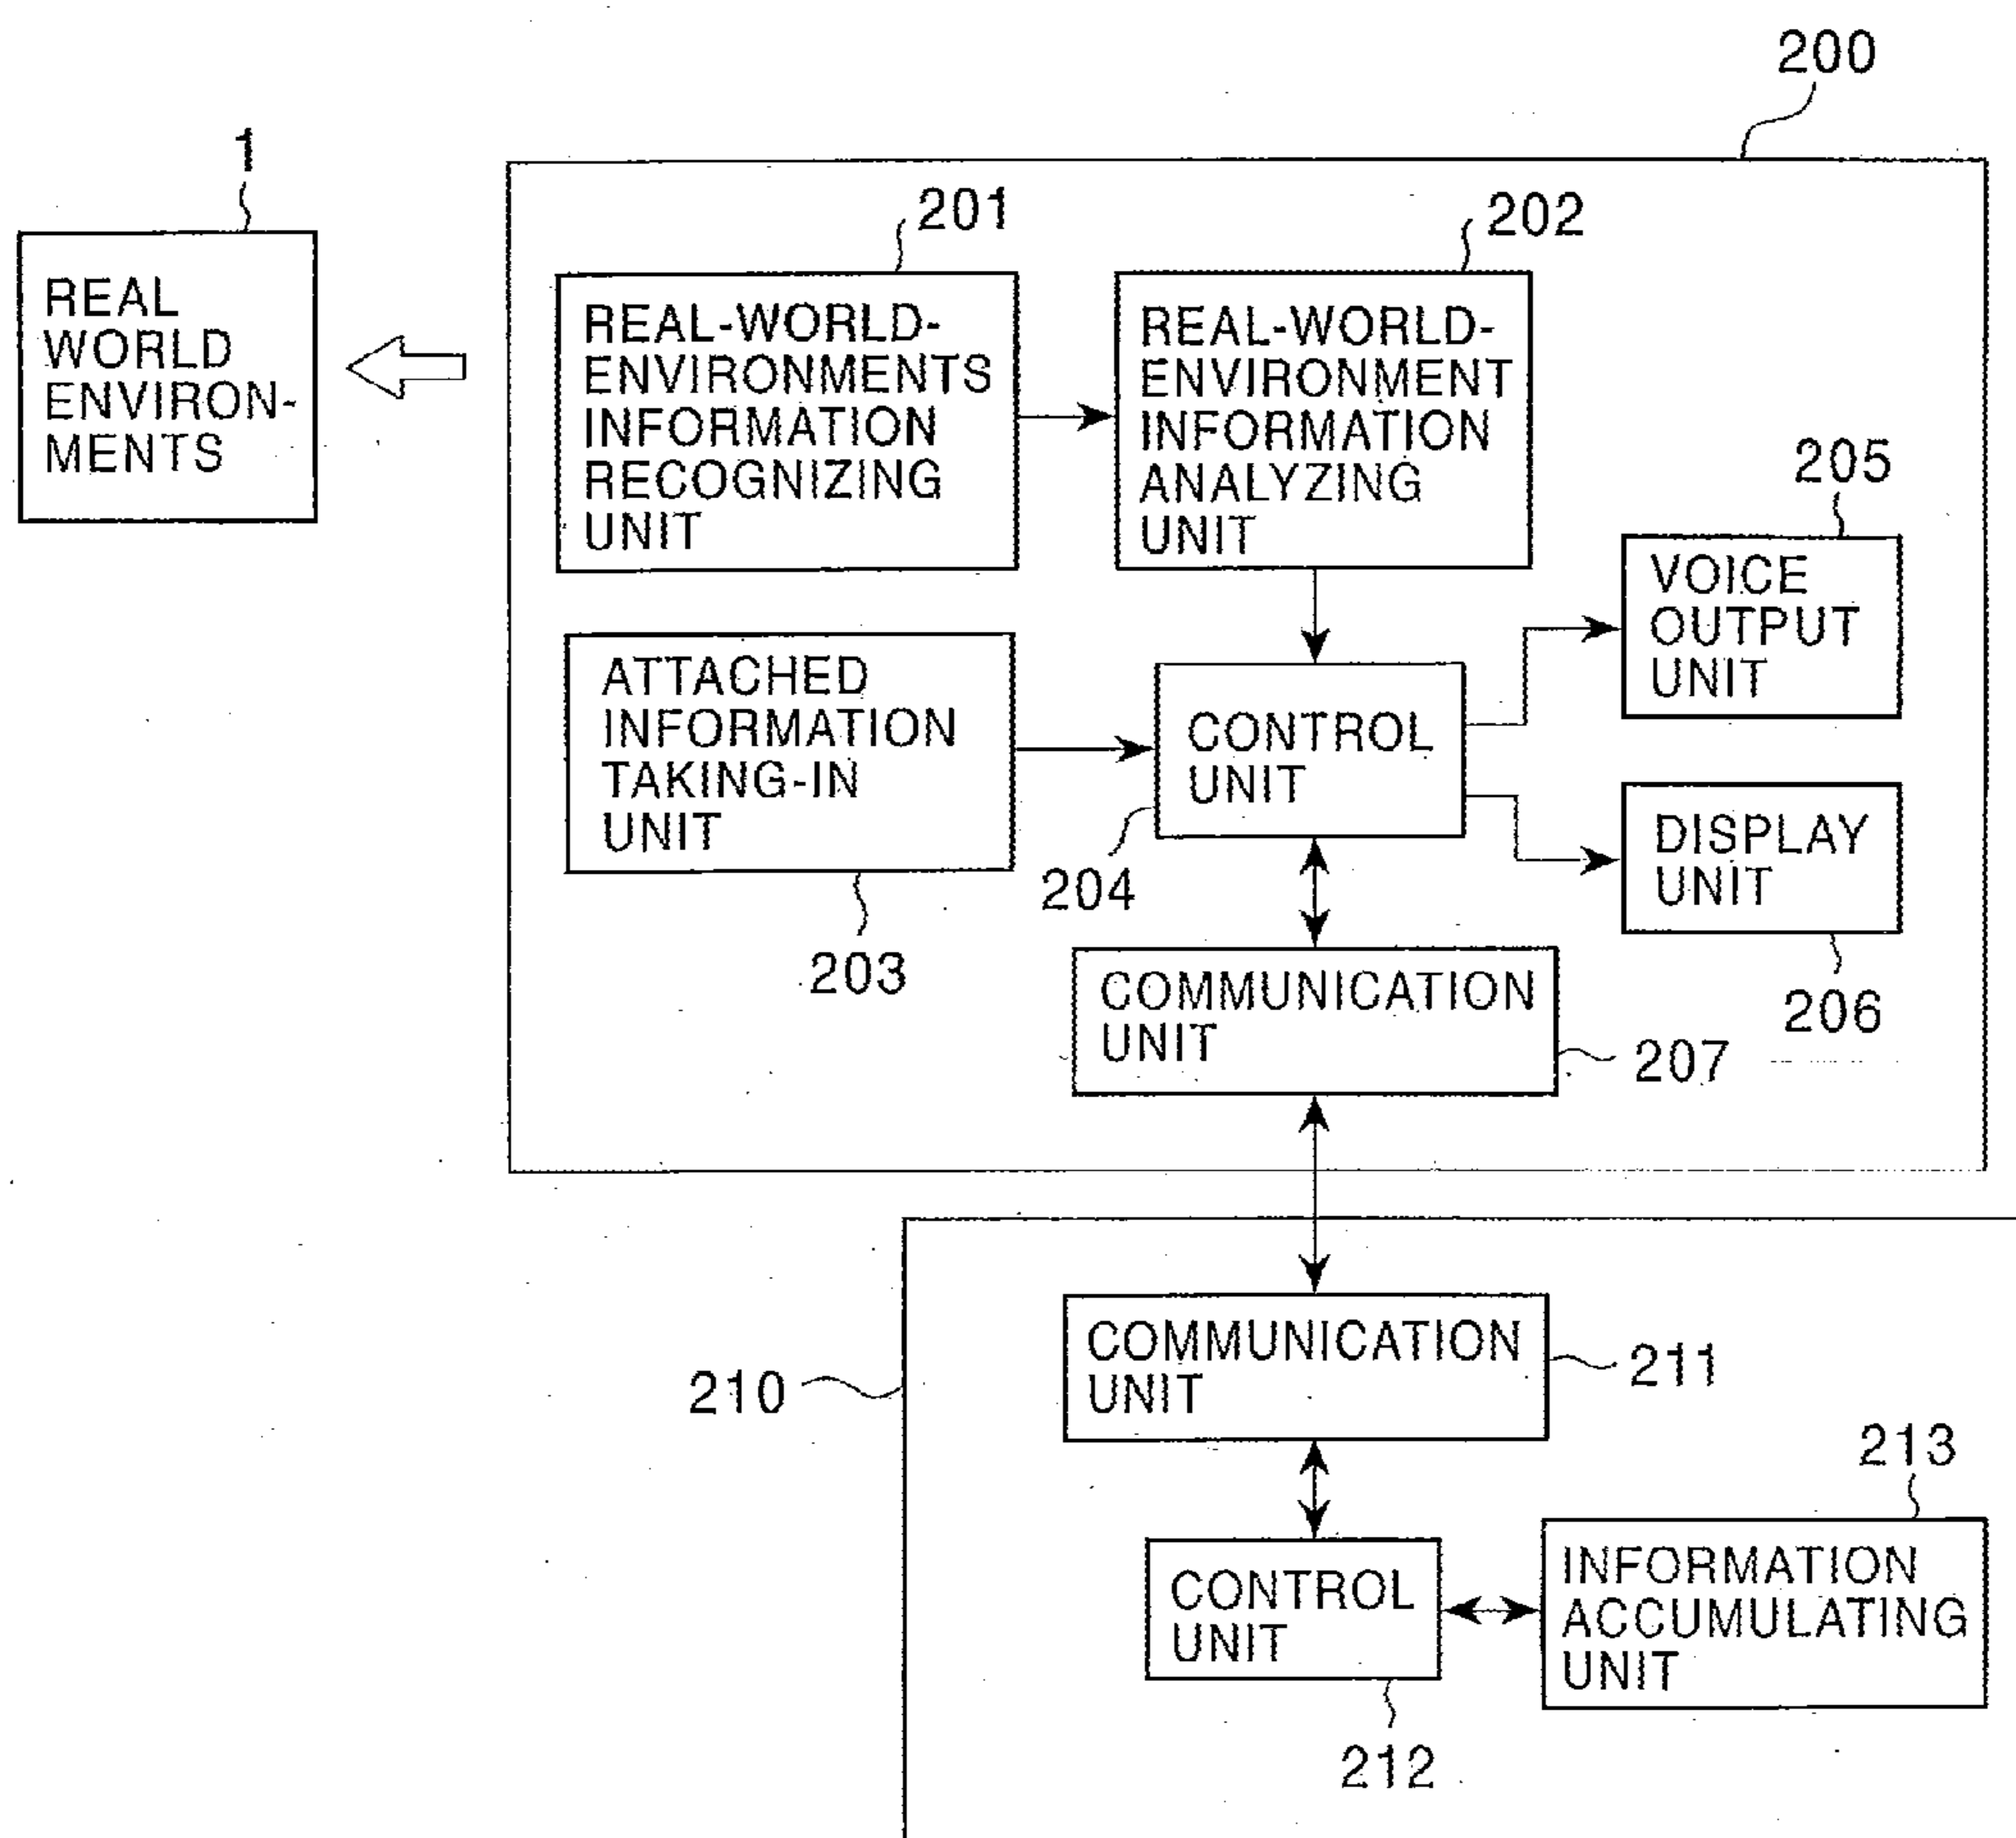 200
1
REAL
WORLD
ENVIRON-
MENTS
201
REAL-WORLD-
ENVIRONMENTS
INFORMATION
RECOGNIZING
UNIT
202
REAL-WORLD-
ENVIRONMENT
INFORMATION
ANALYZING
UNIT
205
VOICE
OUTPUT
UNIT
ATTACHED
INFORMATION
TAKING-IN
UNIT
203
CONTROL
UNIT
204
DISPLAY
UNIT
206
COMMUNICATION
UNIT
207
210
COMMUNICATION
UNIT
211
213
CONTROL
UNIT
212
INFORMATION
ACCUMULATING
UNIT